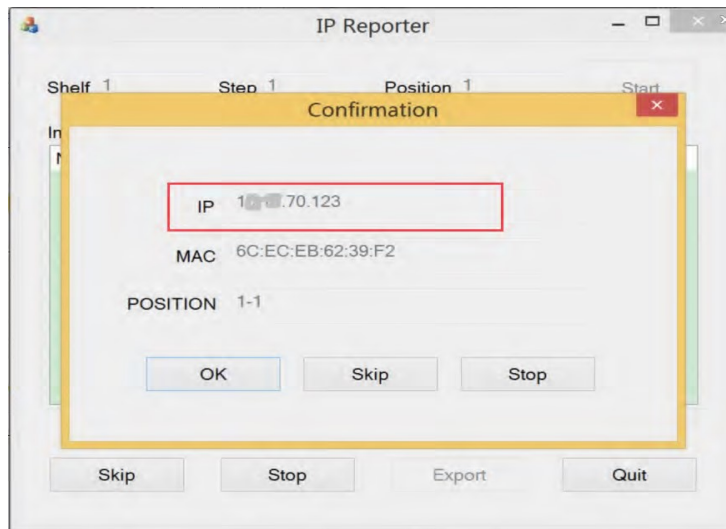 IP Reporter
Shelf 1 Step 1 Position 1 Start
Confirmation
IP .70.123
MAC 6C:EC:EB:62:39:F2
POSITION 1-1
OK Skip Stop
Skip Stop Export Quit